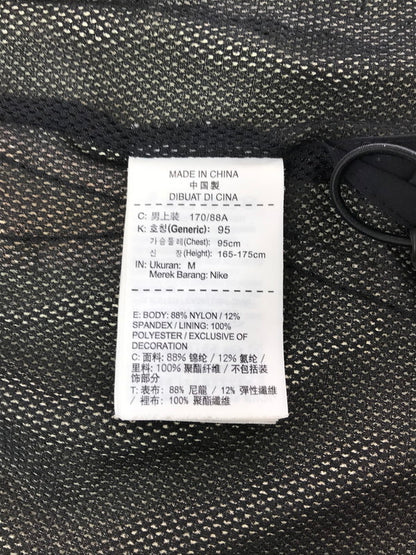 MADE IN CHINA
中国製
DIBUAT DI CINA
C: 男上装 170/88A
K: 호칭(Generic): 95
가슴둘레(Chest): 95cm
신 장(Height): 165-175cm
IN: Ukuran: M
Merek Barang: Nike
E: BODY: 88% NYLON / 12%
SPANDEX / LINING: 100%
POLYESTER / EXCLUSIVE OF
DECORATION
C: 面料: 88% 锦纶 / 12% 氨纶 /
里料: 100% 聚酯纤维 / 不包括装
饰部分
T: 表布: 88% 尼龍 / 12% 彈性纖維
/ 裡布: 100% 聚酯纖維